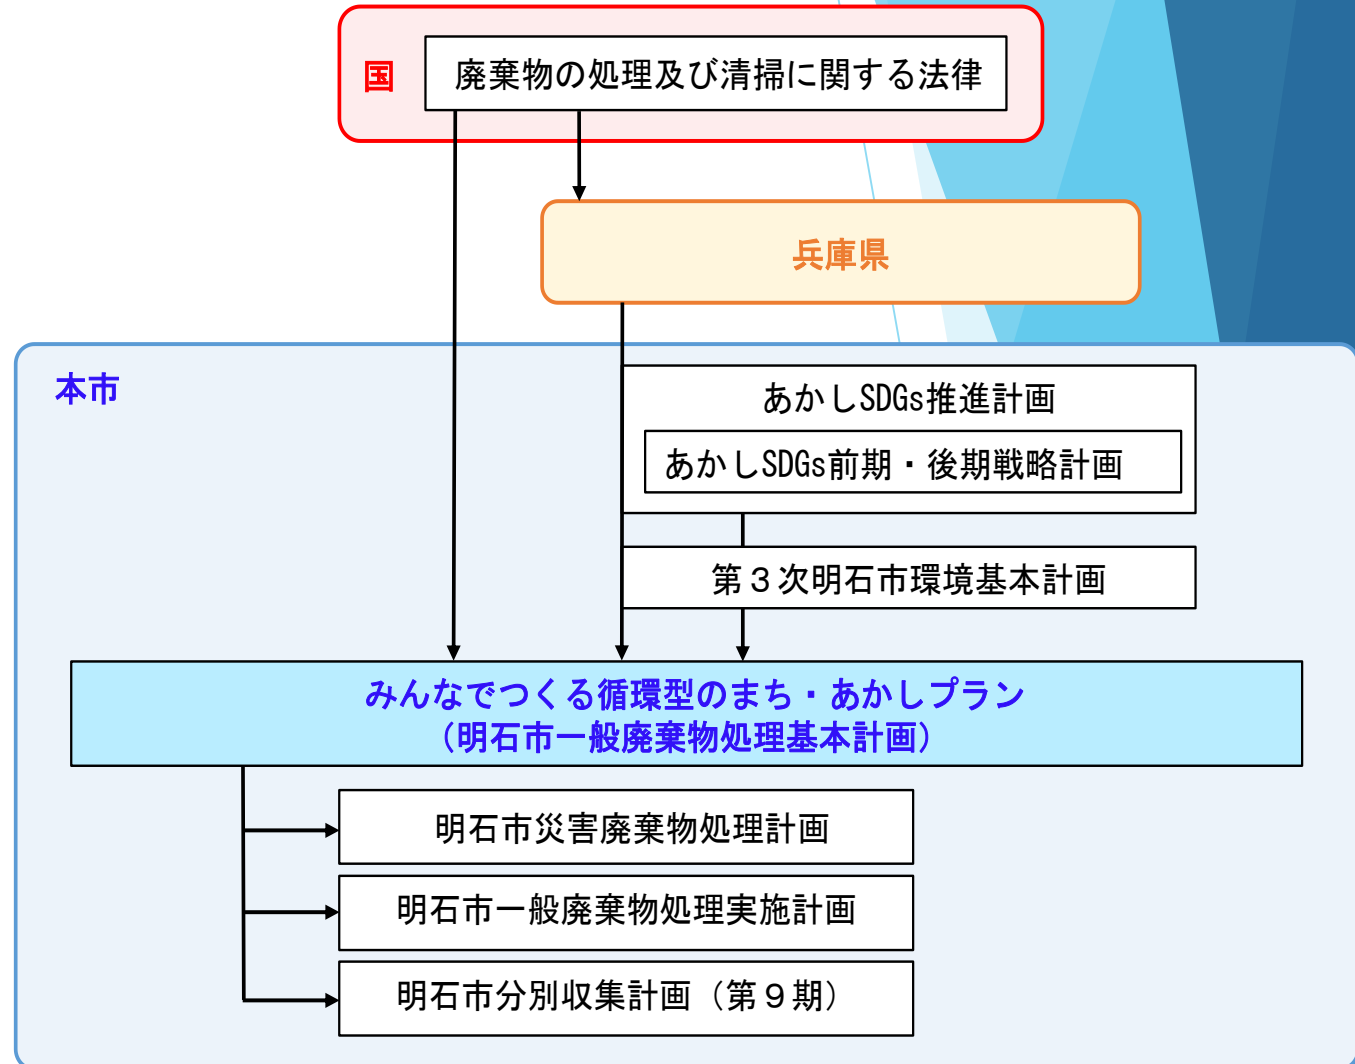 国
廃棄物の処理及び清掃に関する法律
兵庫県
本市
あかしSDGs推進計画
あかしSDGs前期・後期戦略計画
第３次明石市環境基本計画
みんなでつくる循環型のまち・あかしプラン
（明石市一般廃棄物処理基本計画）
明石市災害廃棄物処理計画
明石市一般廃棄物処理実施計画
明石市分別収集計画（第９期）